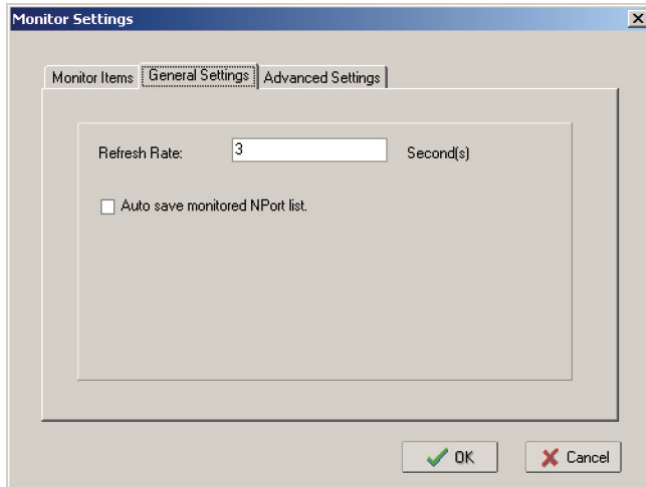 Monitor Settings
Monitor Items General Settings Advanced Settings
Refresh Rate: 3 Second(s)
Auto save monitored NPort list.
OK Cancel